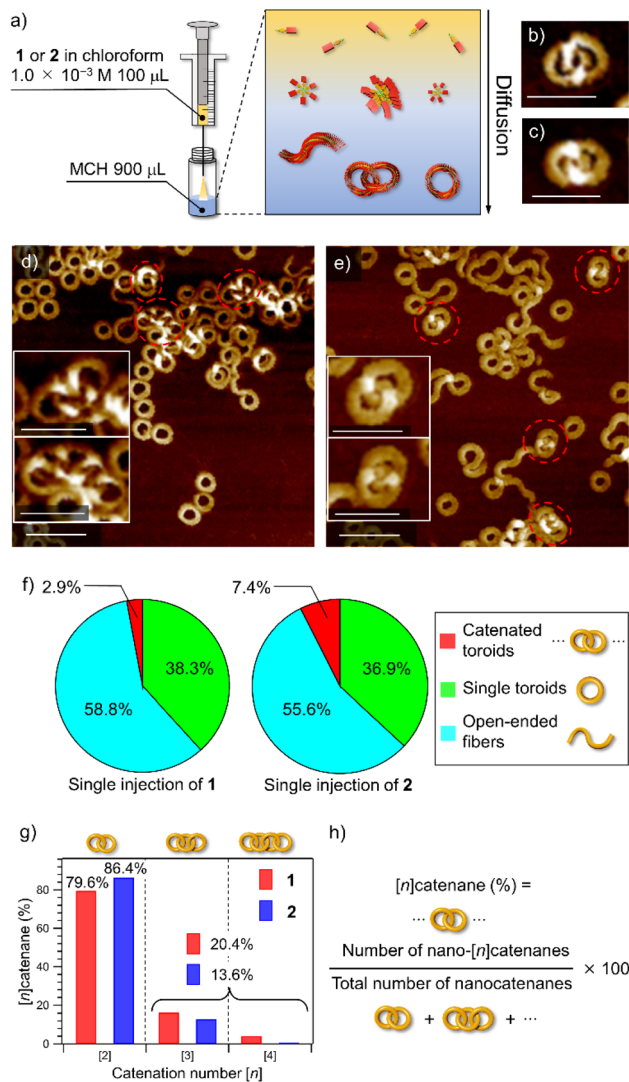 a)
1 or 2 in chloroform
1.0 × 10⁻³ M 100 μL
MCH 900 μL
Diffusion
b)
c)
d)
e)
f)
2.9%
38.3%
58.8%
Single injection of 1
7.4%
36.9%
55.6%
Single injection of 2
Catenated
toroids
... ...
Single toroids
Open-ended
fibers
g)
[n]catenane (%)
80
60
40
20
0
79.6%
86.4%
1
2
20.4%
13.6%
[2]
[3]
[4]
Catenation number [n]
h)
[n]catenane (%) =
... ...
Number of nano-[n]catenanes
Total number of nanocatenanes
× 100
+ + ...